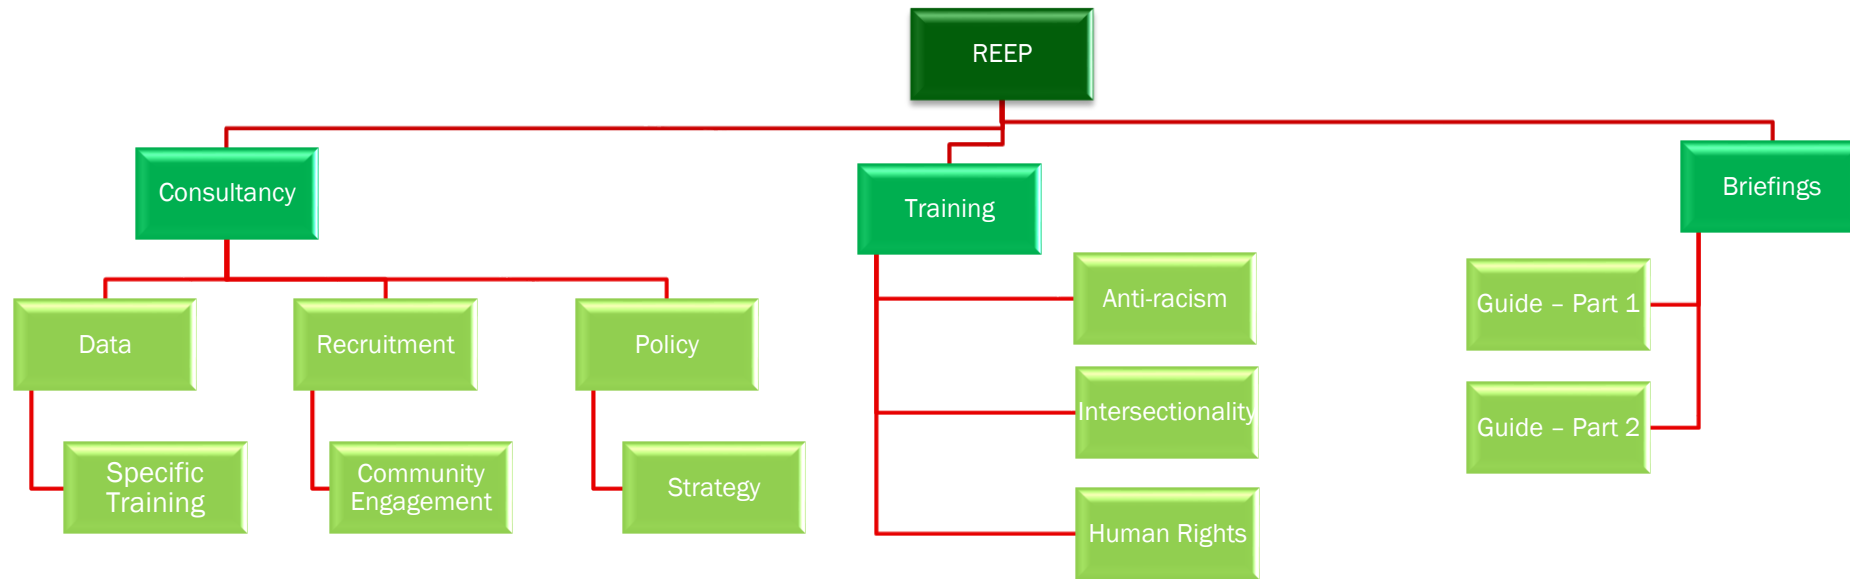 REEP
Consultancy
Training
Briefings
Data
Recruitment
Policy
Specific
Training
Community
Engagement
Strategy
Anti-racism
Intersectionality
Human Rights
Guide – Part 1
Guide – Part 2